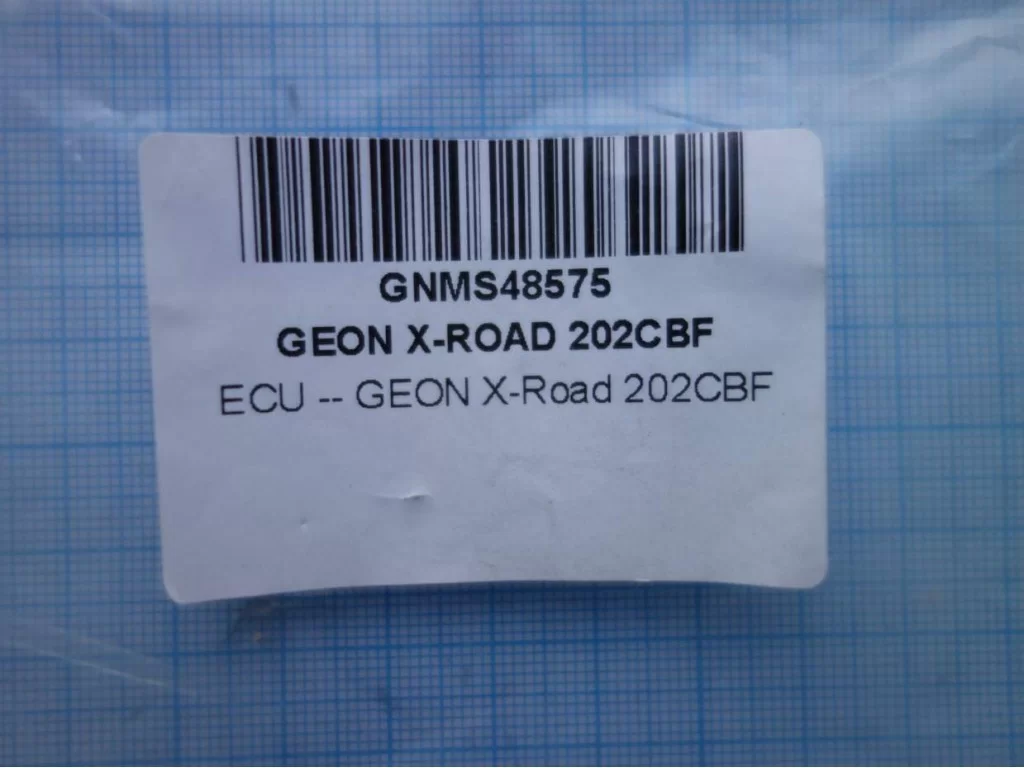 GNMS48575
GEON X-ROAD 202CBF
ECU -- GEON X-Road 202CBF